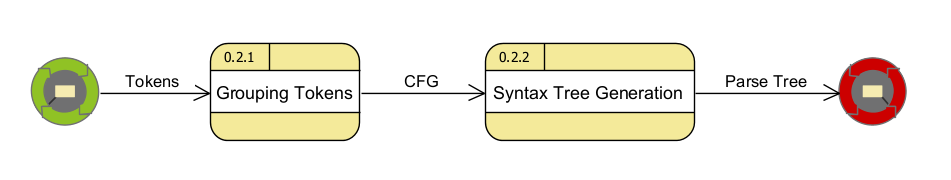 0.2.1
0.2.2
Tokens
Grouping Tokens
CFG
Syntax Tree Generation
Parse Tree